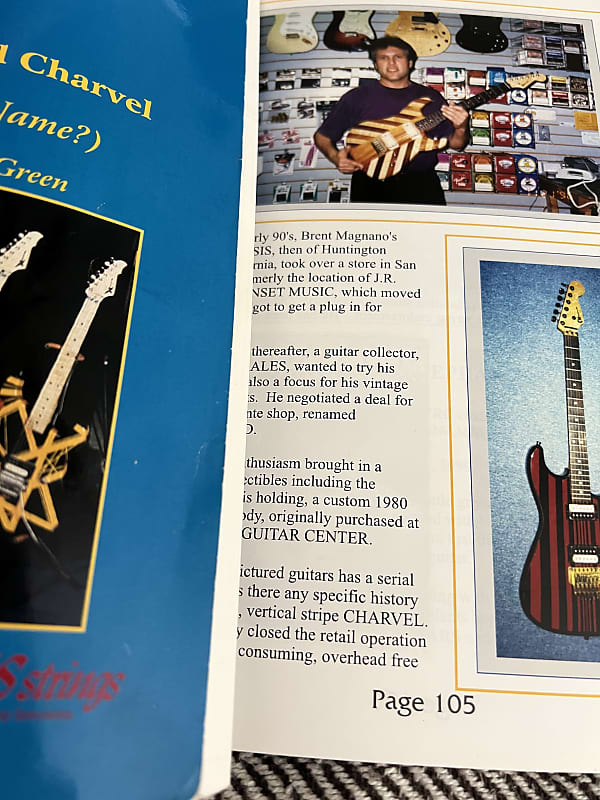 Charvel
Name?)
Green
strings
rly 90's, Brent Magnano's
SIS, then of Huntington
rnia, took over a store in San
merly the location of J.R.
NSET MUSIC, which moved
got to get a plug in for
thereafter, a guitar collector,
ALES, wanted to try his
also a focus for his vintage
s. He negotiated a deal for
nte shop, renamed
O.
thusiasm brought in a
ectibles including the
is holding, a custom 1980
ody, originally purchased at
GUITAR CENTER.
ictured guitars has a serial
s there any specific history
, vertical stripe CHARVEL.
y closed the retail operation
consuming, overhead free
Page 105